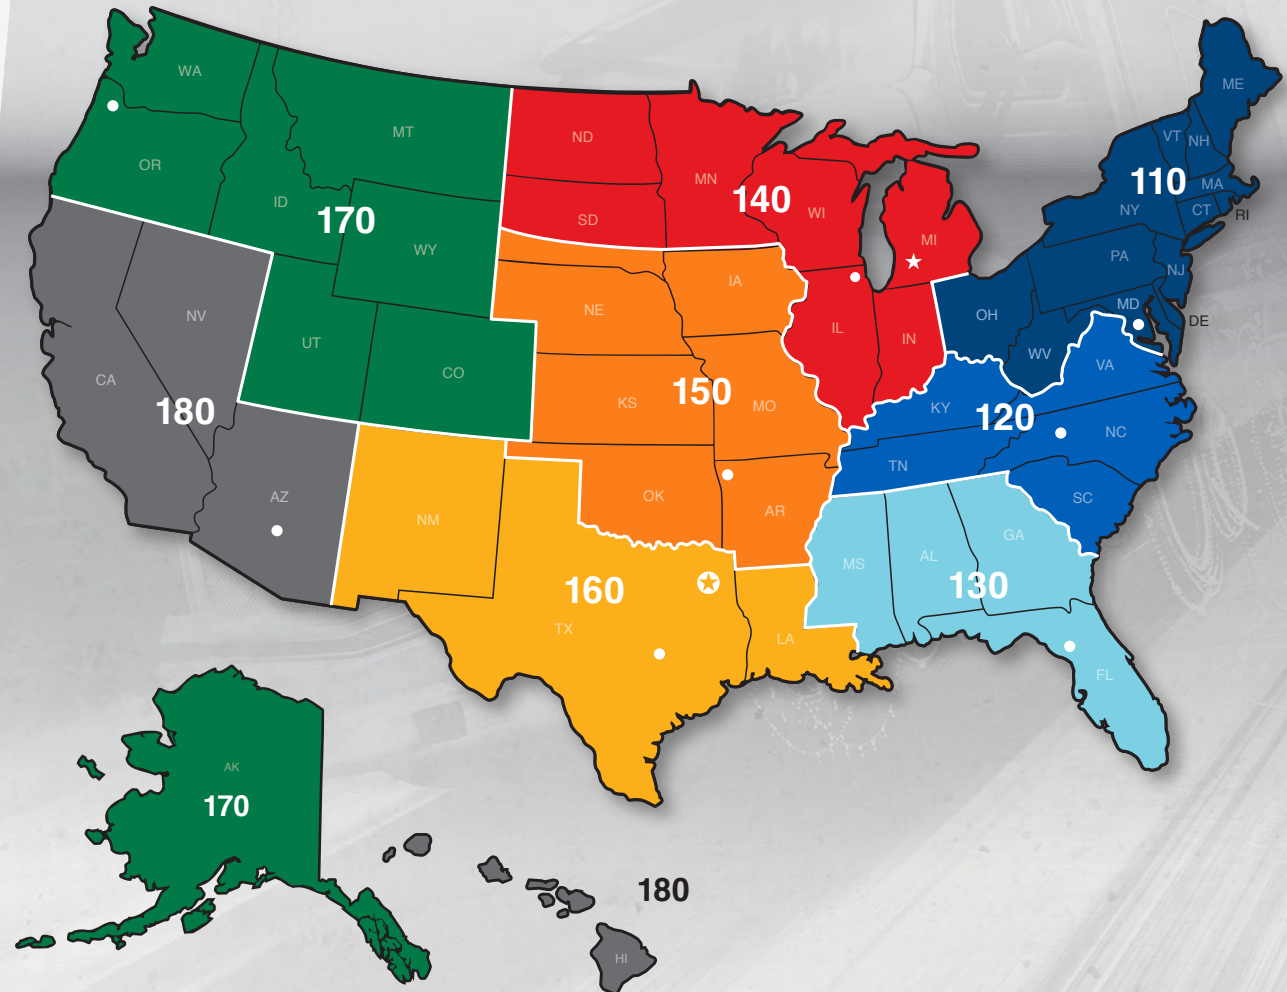 WA
ME
MT
ND
VT
NH
OR
MN
110
MA
140
ID
WI
NY
CT
RI
170
SD
MI
WY
PA
NJ
IA
MD
NV
NE
OH
DE
UT
IL
IN
WV
CA
CO
VA
150
KS
MO
KY
180
120
NC
TN
AZ
OK
SC
NM
AR
GA
AL
MS
160
130
TX
LA
FL
AK
170
180
HI